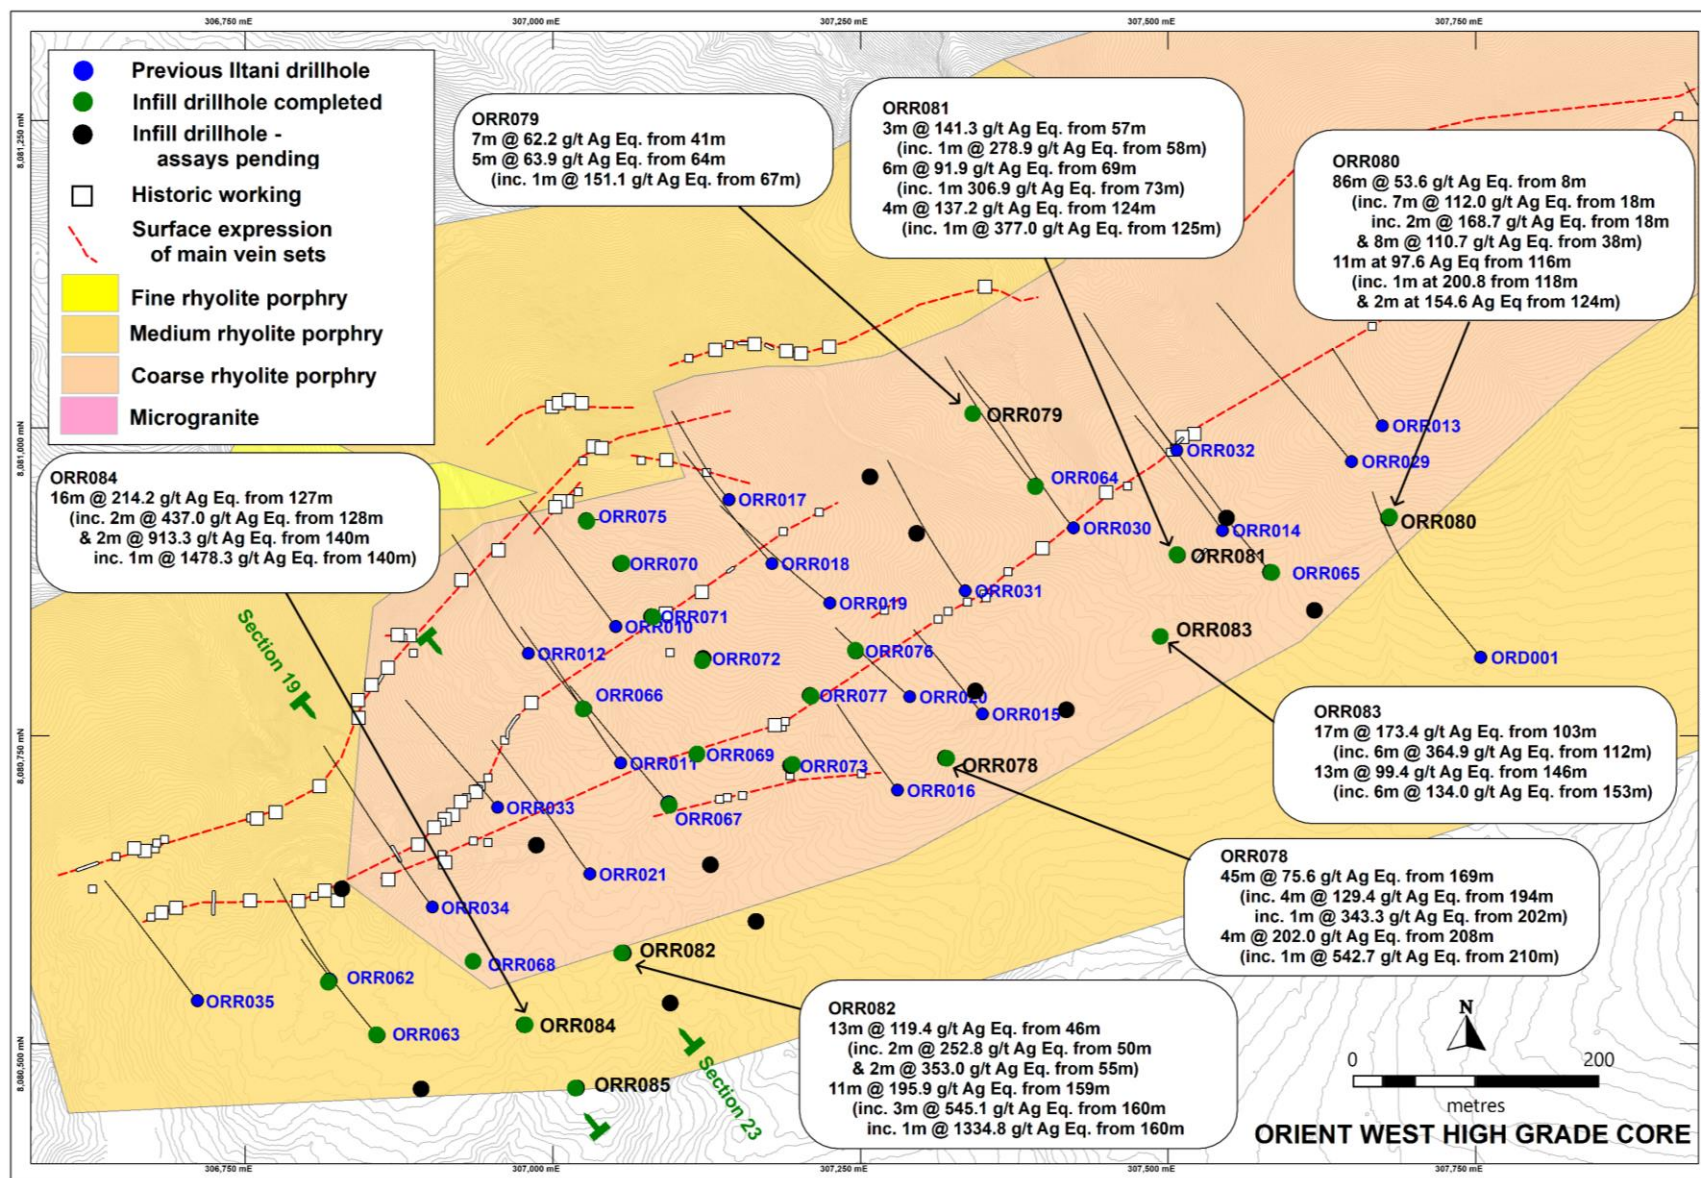 306,750 mE
307,000 mE
307,250 mE
307,500 mE
307,750 mE
8,081,250 mN
8,081,000 mN
8,080,750 mN
8,080,500 mN
Previous Iltani drillhole
Infill drillhole completed
Infill drillhole -
assays pending
Historic working
Surface expression
of main vein sets
Fine rhyolite porphry
Medium rhyolite porphry
Coarse rhyolite porphry
Microgranite
ORR079
7m @ 62.2 g/t Ag Eq. from 41m
5m @ 63.9 g/t Ag Eq. from 64m
(inc. 1m @ 151.1 g/t Ag Eq. from 67m)
ORR081
3m @ 141.3 g/t Ag Eq. from 57m
(inc. 1m @ 278.9 g/t Ag Eq. from 58m)
6m @ 91.9 g/t Ag Eq. from 69m
(inc. 1m 306.9 g/t Ag Eq. from 73m)
4m @ 137.2 g/t Ag Eq. from 124m
(inc. 1m @ 377.0 g/t Ag Eq. from 125m)
ORR080
86m @ 53.6 g/t Ag Eq. from 8m
(inc. 7m @ 112.0 g/t Ag Eq. from 18m
inc. 2m @ 168.7 g/t Ag Eq. from 18m
& 8m @ 110.7 g/t Ag Eq. from 38m)
11m at 97.6 Ag Eq from 116m
(inc. 1m at 200.8 from 118m
& 2m at 154.6 Ag Eq from 124m)
ORR084
16m @ 214.2 g/t Ag Eq. from 127m
(inc. 2m @ 437.0 g/t Ag Eq. from 128m
& 2m @ 913.3 g/t Ag Eq. from 140m
inc. 1m @ 1478.3 g/t Ag Eq. from 140m)
ORR079
ORR013
ORR032
ORR029
ORR064
ORR017
ORR075
ORR030
ORR014
ORR080
ORR081
ORR070
ORR018
ORR065
ORR031
ORR019
ORR071
ORR010
ORR083
ORR012
ORR072
ORR076
ORD001
Section 19
ORR066
ORR077
ORR020
ORR015
ORR069
ORR011
ORR073
ORR078
ORR016
ORR033
ORR067
ORR021
ORR034
ORR082
ORR068
ORR062
ORR035
ORR084
ORR063
ORR085
Section 23
ORR083
17m @ 173.4 g/t Ag Eq. from 103m
(inc. 6m @ 364.9 g/t Ag Eq. from 112m)
13m @ 99.4 g/t Ag Eq. from 146m
(inc. 6m @ 134.0 g/t Ag Eq. from 153m)
ORR078
45m @ 75.6 g/t Ag Eq. from 169m
(inc. 4m @ 129.4 g/t Ag Eq. from 194m
inc. 1m @ 343.3 g/t Ag Eq. from 202m)
4m @ 202.0 g/t Ag Eq. from 208m
(inc. 1m @ 542.7 g/t Ag Eq. from 210m)
ORR082
13m @ 119.4 g/t Ag Eq. from 46m
(inc. 2m @ 252.8 g/t Ag Eq. from 50m
& 2m @ 353.0 g/t Ag Eq. from 55m)
11m @ 195.9 g/t Ag Eq. from 159m
(inc. 3m @ 545.1 g/t Ag Eq. from 160m
inc. 1m @ 1334.8 g/t Ag Eq. from 160m
N
0
200
metres
ORIENT WEST HIGH GRADE CORE
306,750 mE
307,000 mE
307,250 mE
307,500 mE
307,750 mE